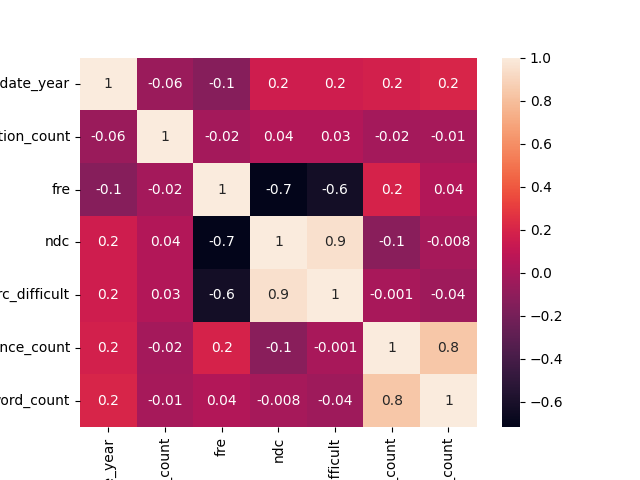 date_year 1 -0.06 -0.1 0.2 0.2 0.2 0.2 1.0
tion_count -0.06 1 -0.02 0.04 0.03 -0.02 -0.01 0.8
fre -0.1 -0.02 1 -0.7 -0.6 0.2 0.04 0.6
0.4
ndc 0.2 0.04 -0.7 1 0.9 -0.1 -0.008 0.2
rc_difficult 0.2 0.03 -0.6 0.9 1 -0.001 -0.04 0.0
−0.2
nce_count 0.2 -0.02 0.2 -0.1 -0.001 1 0.8 −0.4
word_count 0.2 -0.01 0.04 -0.008 -0.04 0.8 1 −0.6
e_year _count fre ndc fficult _count _count